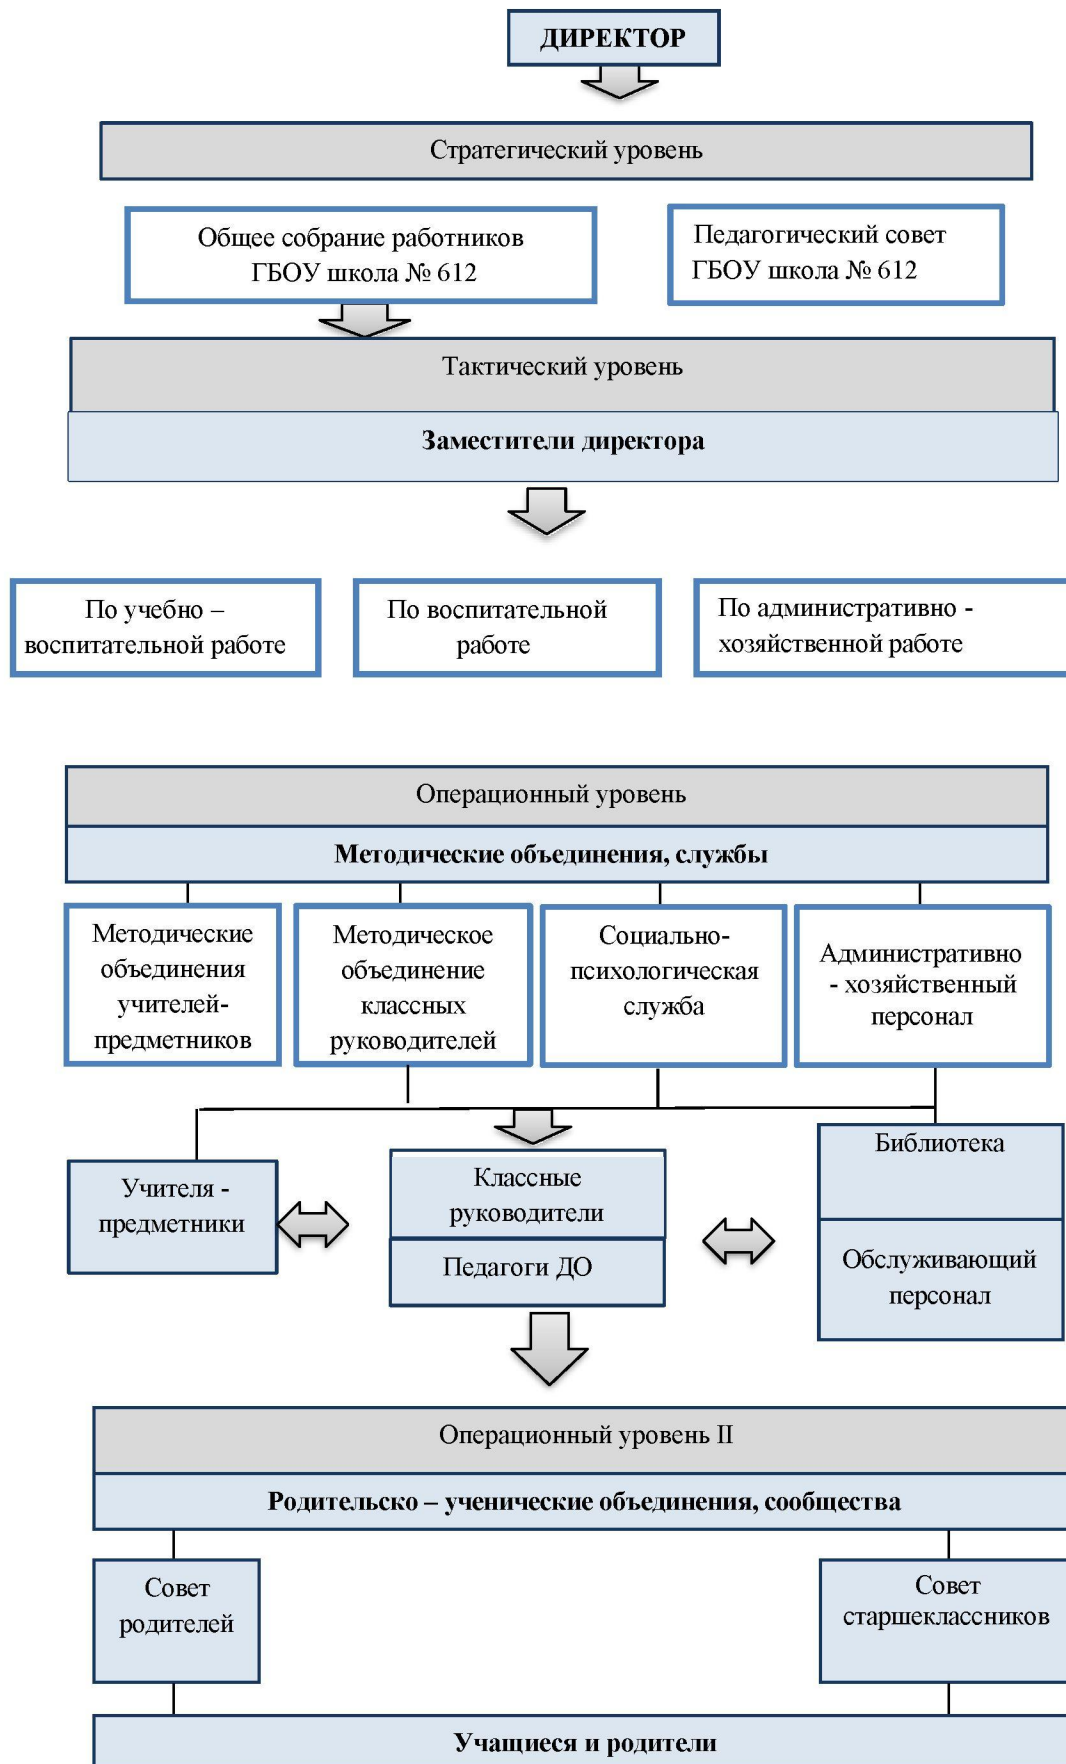 ДИРЕКТОР
Стратегический уровень
Общее собрание работников
ГБОУ школа № 612
Педагогический совет
ГБОУ школа № 612
Тактический уровень
Заместители директора
По учебно –
воспитательной работе
По воспитательной
работе
По административно -
хозяйственной работе
Операционный уровень
Методические объединения, службы
Методические
объединения
учителей-
предметников
Методическое
объединение
классных
руководителей
Социально-
психологическая
служба
Административно
- хозяйственный
персонал
Учителя -
предметники
Классные
руководители
Педагоги ДО
Библиотека
Обслуживающий
персонал
Операционный уровень II
Родительско – ученические объединения, сообщества
Совет
родителей
Совет
старшеклассников
Учащиеся и родители